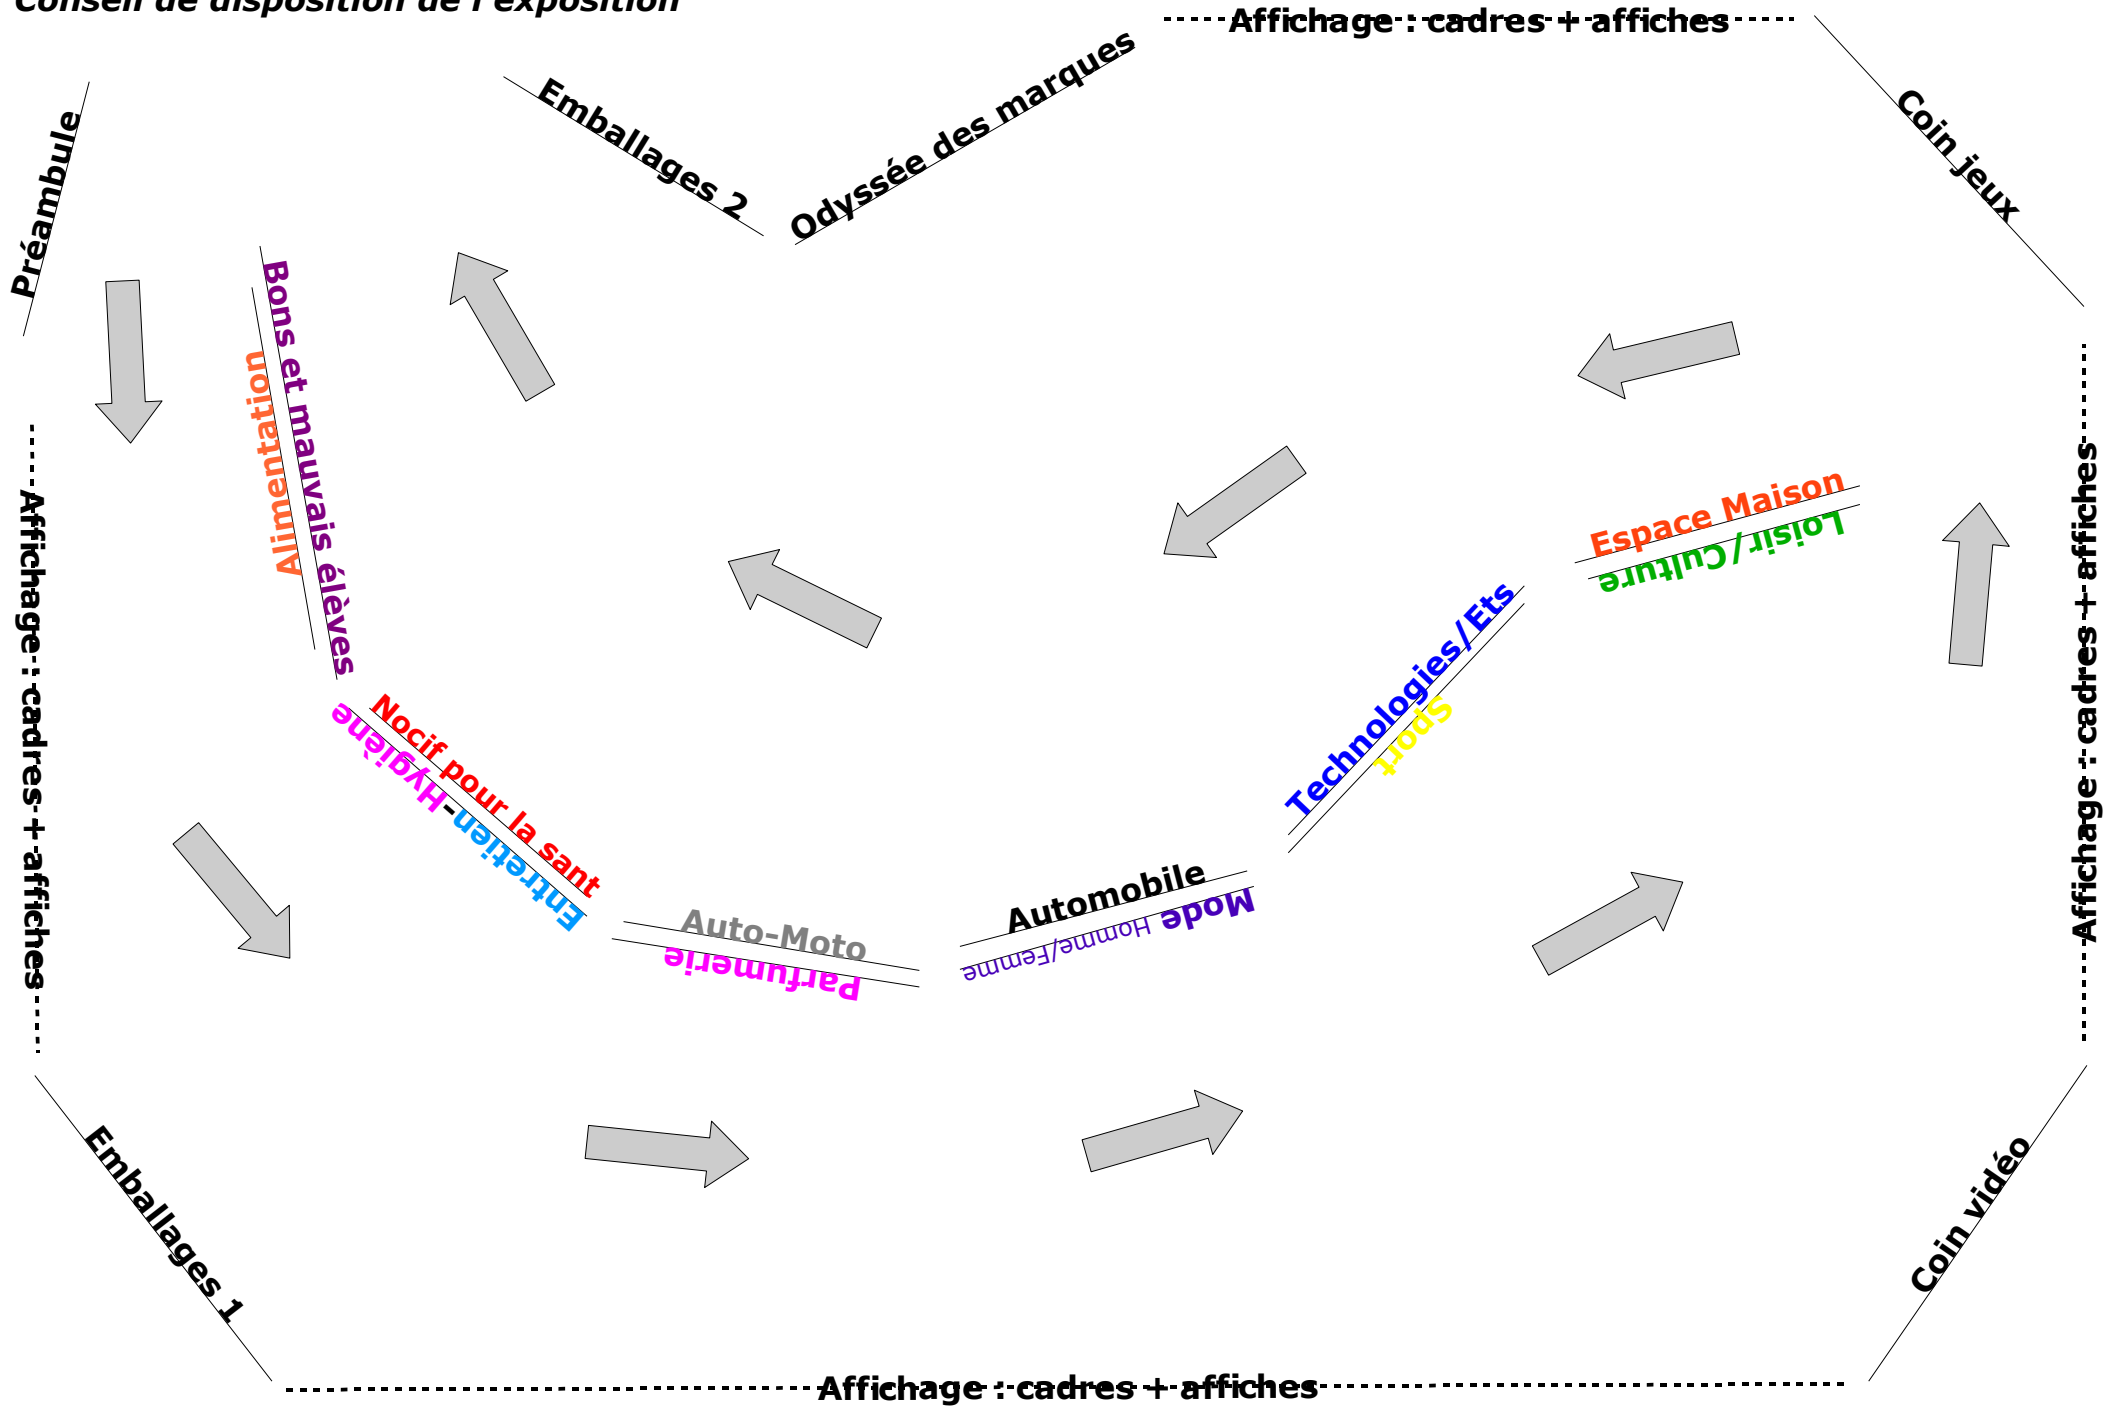 Conseil de disposition de l'exposition
Affichage : cadres + affiches
Préambule
Emballages 2
Odyssée des marques
Coin jeux
Bons et mauvais élèves
Alimentation
Affichage : cadres + affiches
Espace Maison
Loisir/Culture
Affichage : cadres + affiches
Technologies/Ets
Sport
Nocif pour la sant
Entretien-Hygiène
Auto-Moto
Parfumerie
Automobile
Mode Homme/Femme
Emballages 1
Coin vidéo
Affichage : cadres + affiches